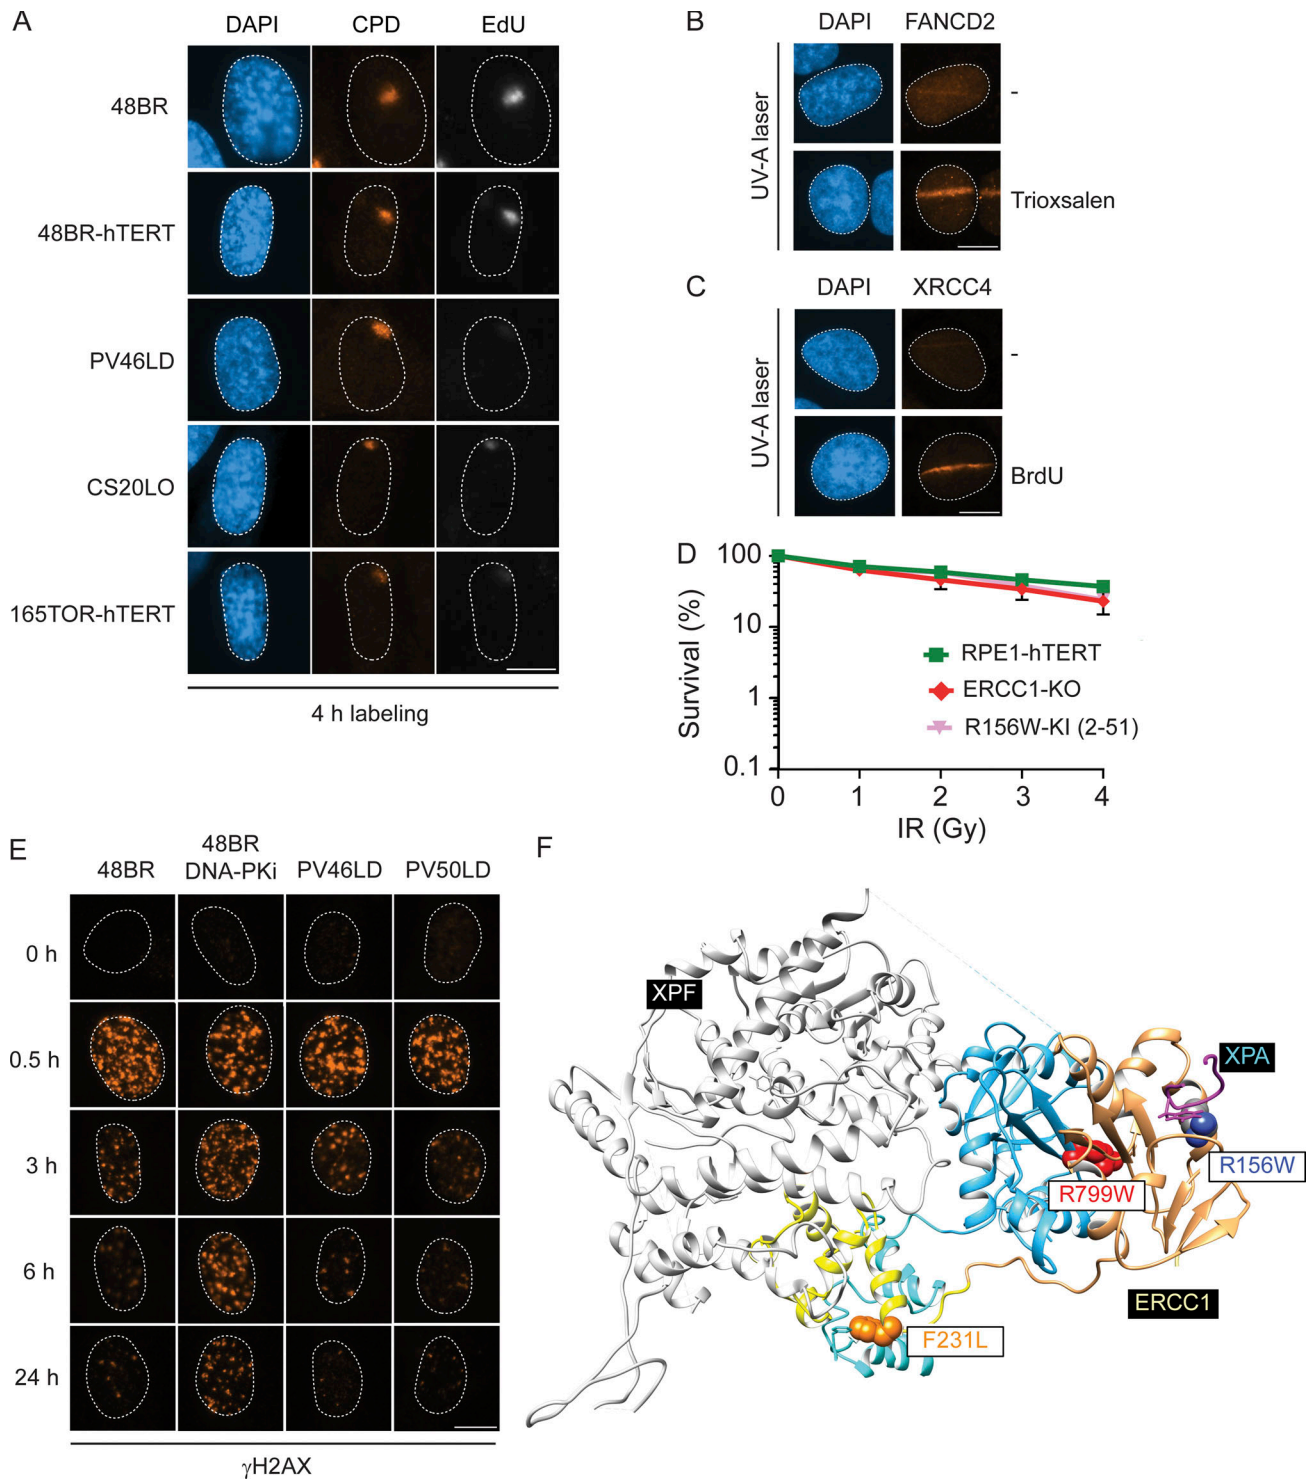 A
DAPI CPD EdU
48BR
48BR-hTERT
PV46LD
CS20LO
165TOR-hTERT
4 h labeling
B
DAPI FANCD2
UV-A laser
-
Trioxsalen
C
DAPI XRCC4
UV-A laser
-
BrdU
D
Survival (%)
100
10
1
0.1
RPE1-hTERT
ERCC1-KO
R156W-KI (2-51)
0 1 2 3 4
IR (Gy)
E
48BR
48BR
DNA-PKi
PV46LD
PV50LD
0 h
0.5 h
3 h
6 h
24 h
γH2AX
F
XPF
XPA
R156W
R799W
ERCC1
F231L